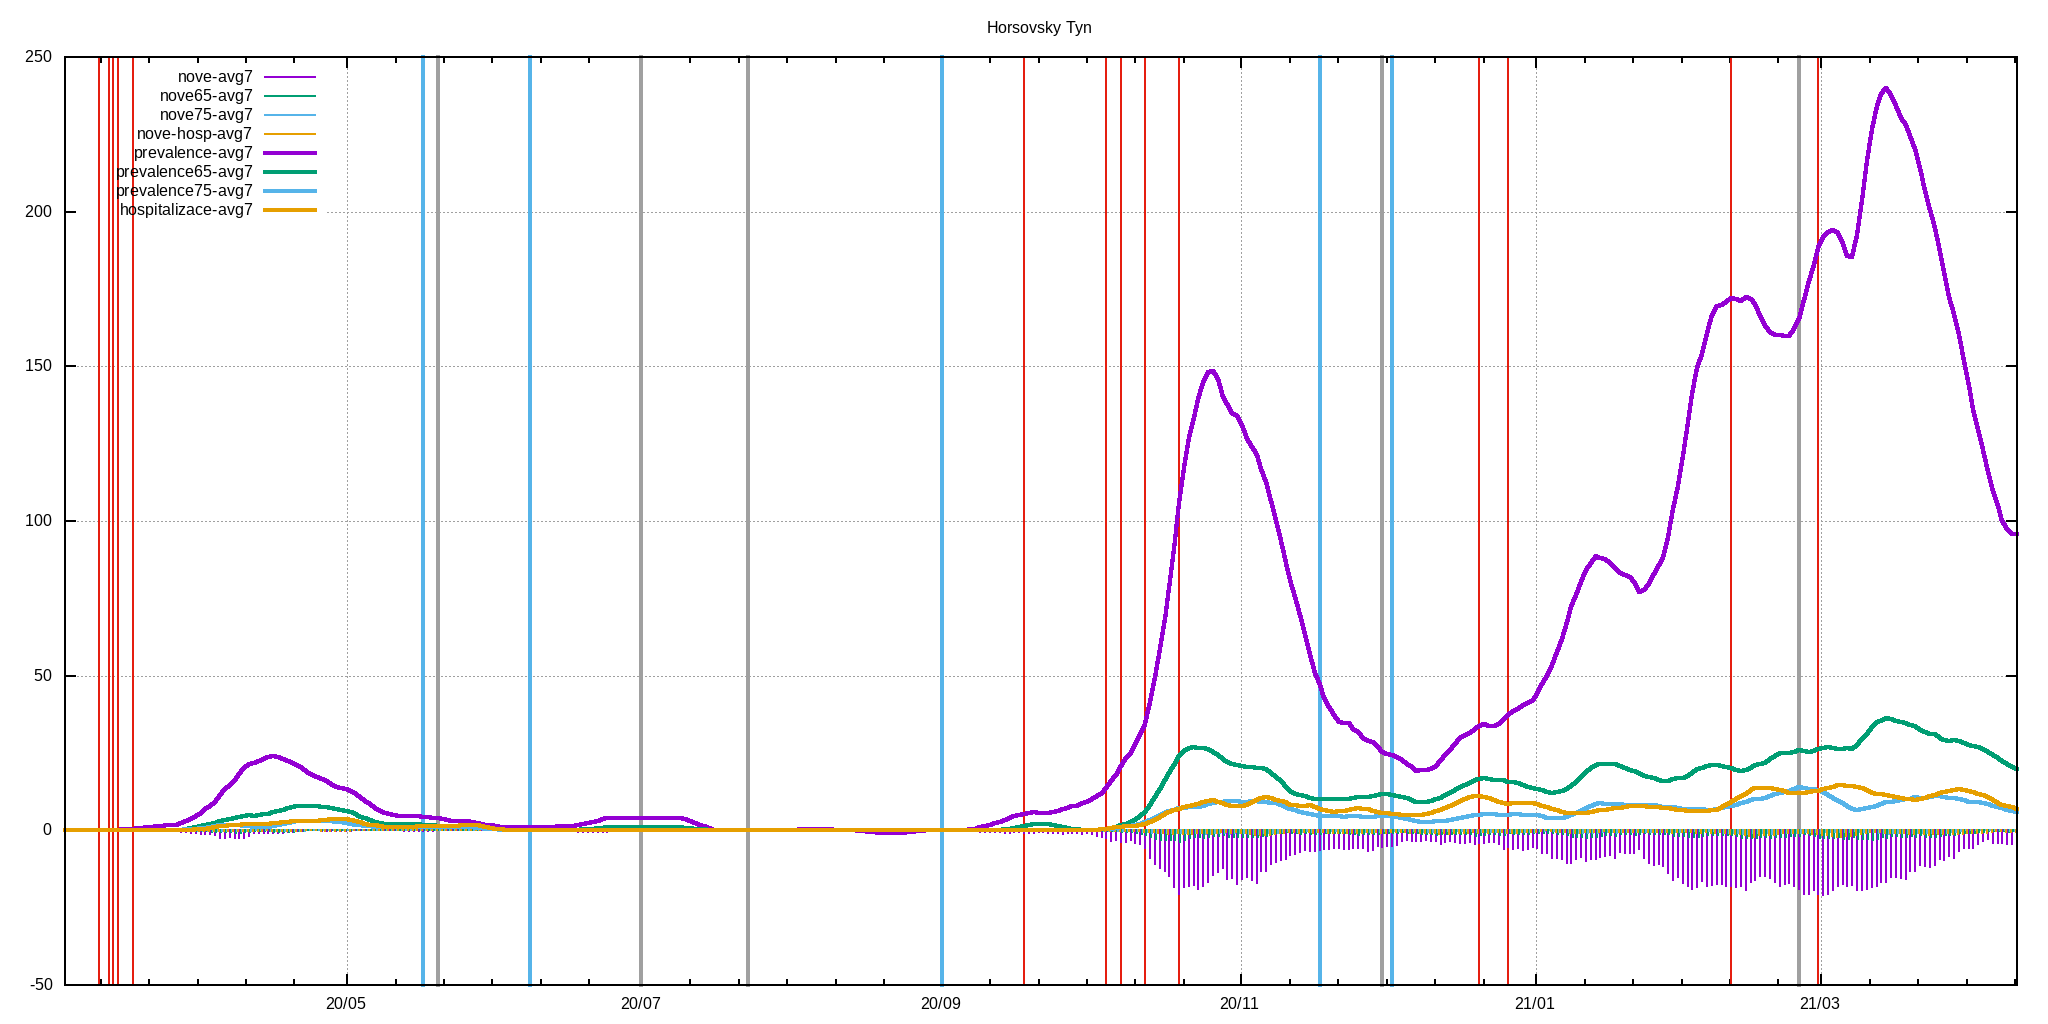 Horsovsky Tyn
250
200
150
100
50
0
-50
nove-avg7
nove65-avg7
nove75-avg7
nove-hosp-avg7
prevalence-avg7
prevalence65-avg7
prevalence75-avg7
hospitalizace-avg7
20/05
20/07
20/09
20/11
21/01
21/03